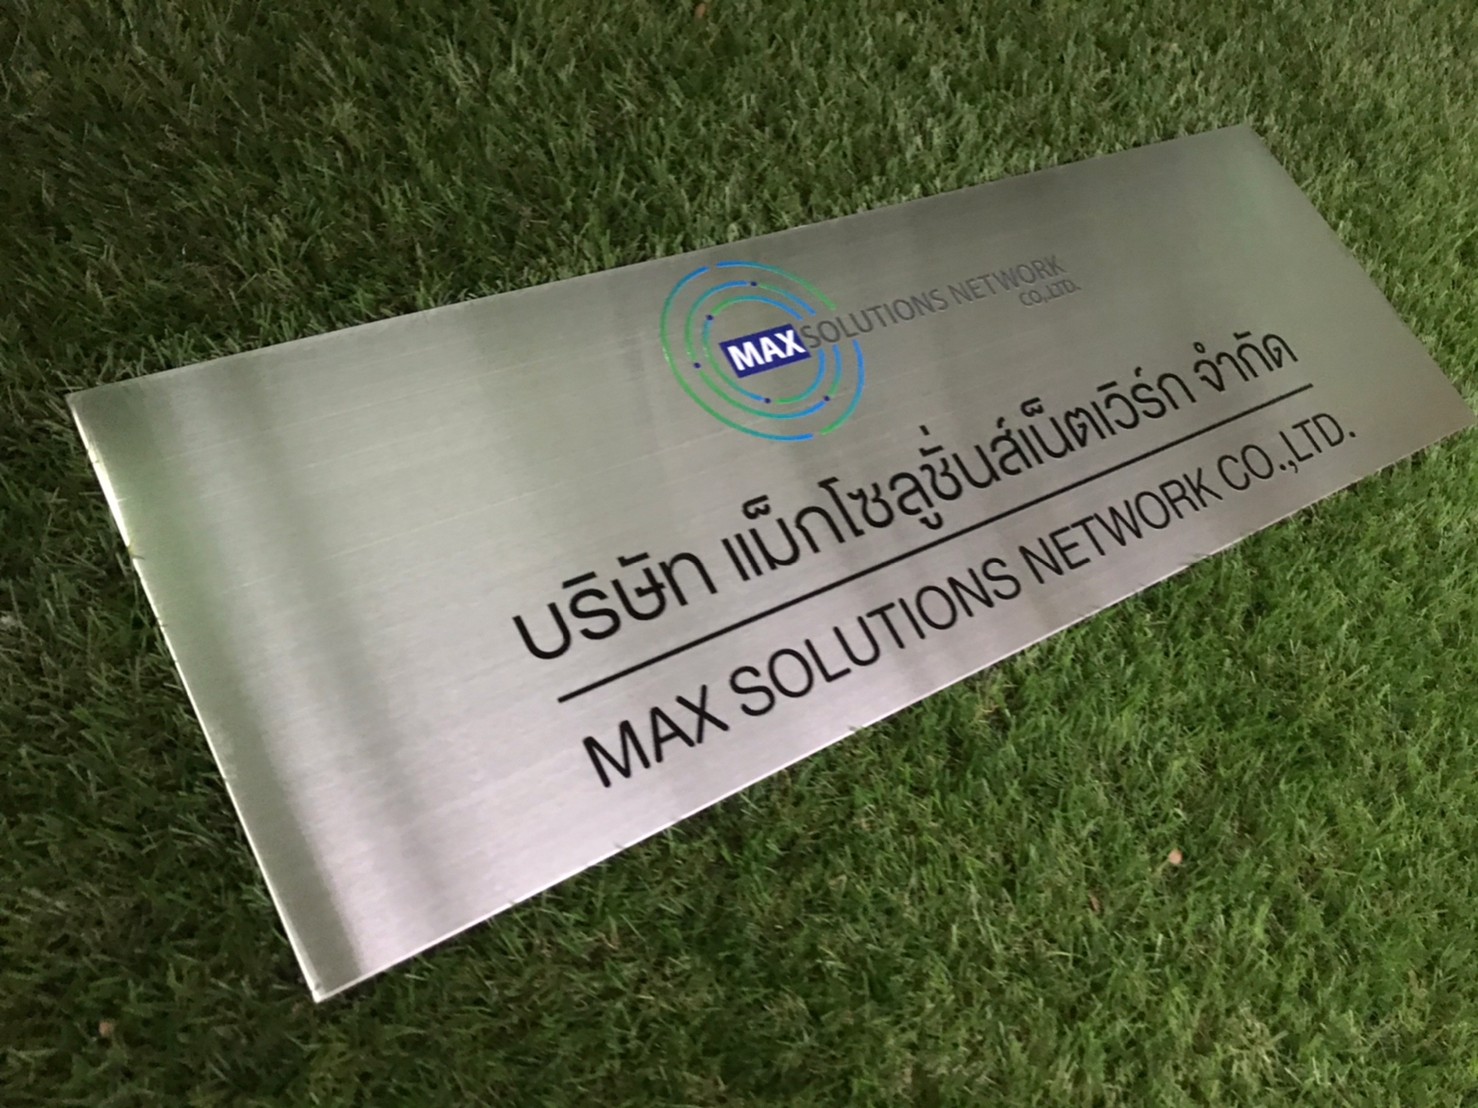 MAX SOLUTIONS NETWORK
CO.,LTD.
บริษัท แม็กโซลูชั่นส์เน็ตเวิร์ก จำกัด
MAX SOLUTIONS NETWORK CO.,LTD.